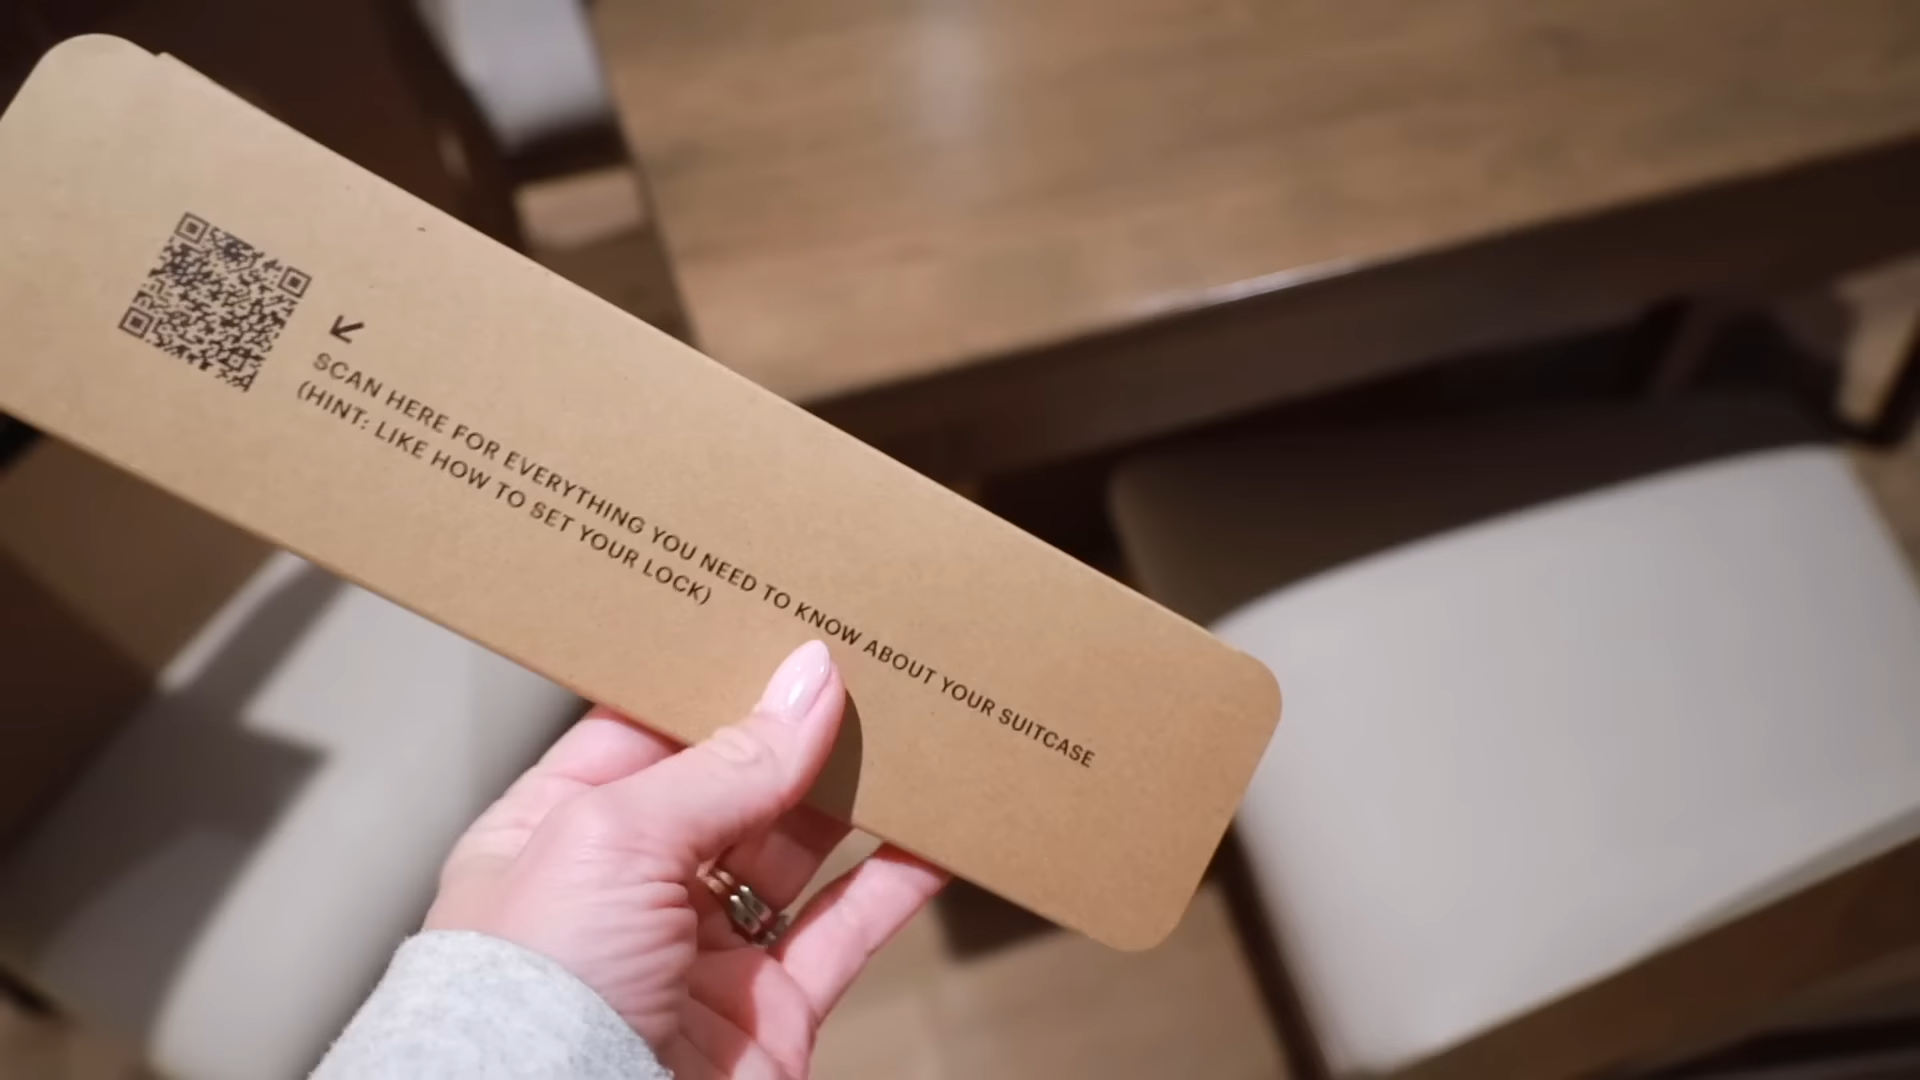 SCAN HERE FOR EVERYTHING YOU NEED TO KNOW ABOUT YOUR SUITCASE
(HINT: LIKE HOW TO SET YOUR LOCK)